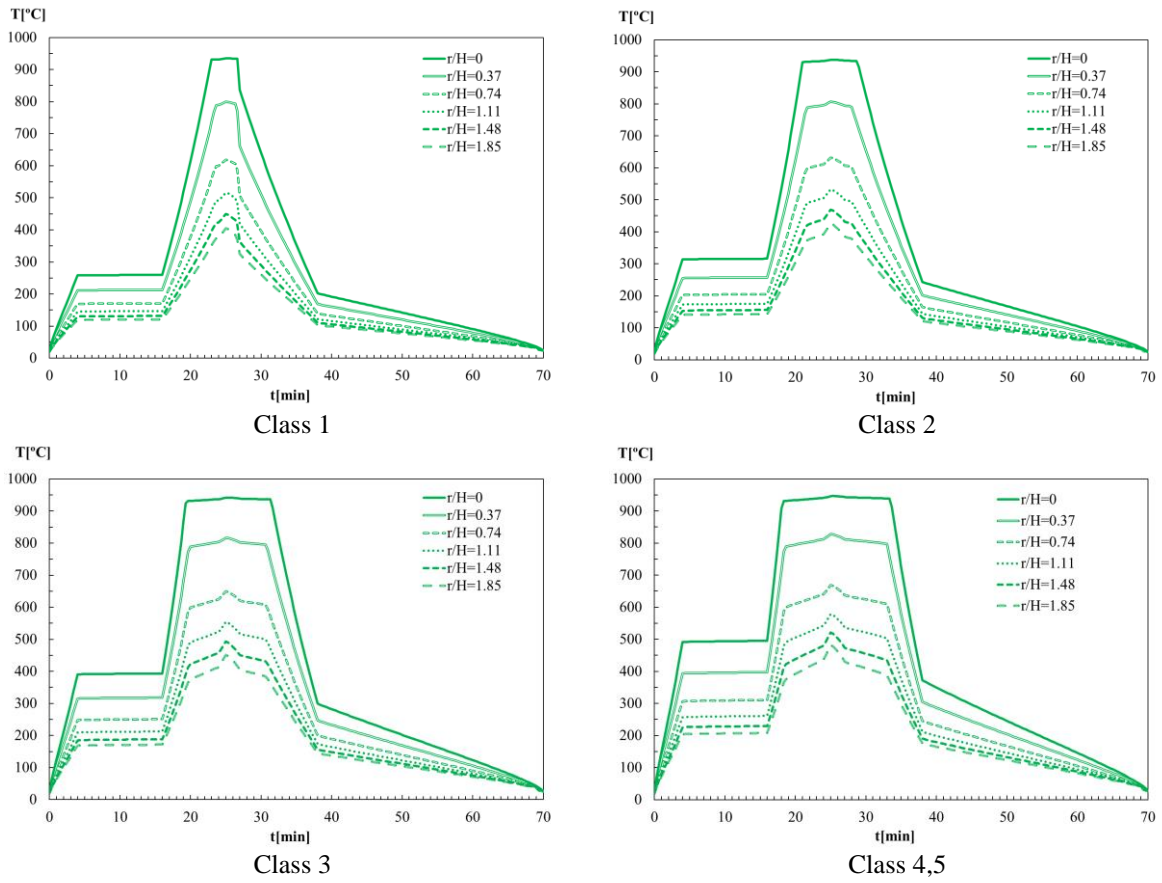 T[ºC]
1000
900
800
700
600
500
400
300
200
100
0
0 10 20 30 40 50 60 70
t[min]
r/H=0
r/H=0.37
r/H=0.74
r/H=1.11
r/H=1.48
r/H=1.85
Class 1
T[ºC]
1000
900
800
700
600
500
400
300
200
100
0
0 10 20 30 40 50 60 70
t[min]
r/H=0
r/H=0.37
r/H=0.74
r/H=1.11
r/H=1.48
r/H=1.85
Class 2
T[ºC]
1000
900
800
700
600
500
400
300
200
100
0
0 10 20 30 40 50 60 70
t[min]
r/H=0
r/H=0.37
r/H=0.74
r/H=1.11
r/H=1.48
r/H=1.85
Class 3
T[ºC]
1000
900
800
700
600
500
400
300
200
100
0
0 10 20 30 40 50 60 70
t[min]
r/H=0
r/H=0.37
r/H=0.74
r/H=1.11
r/H=1.48
r/H=1.85
Class 4,5